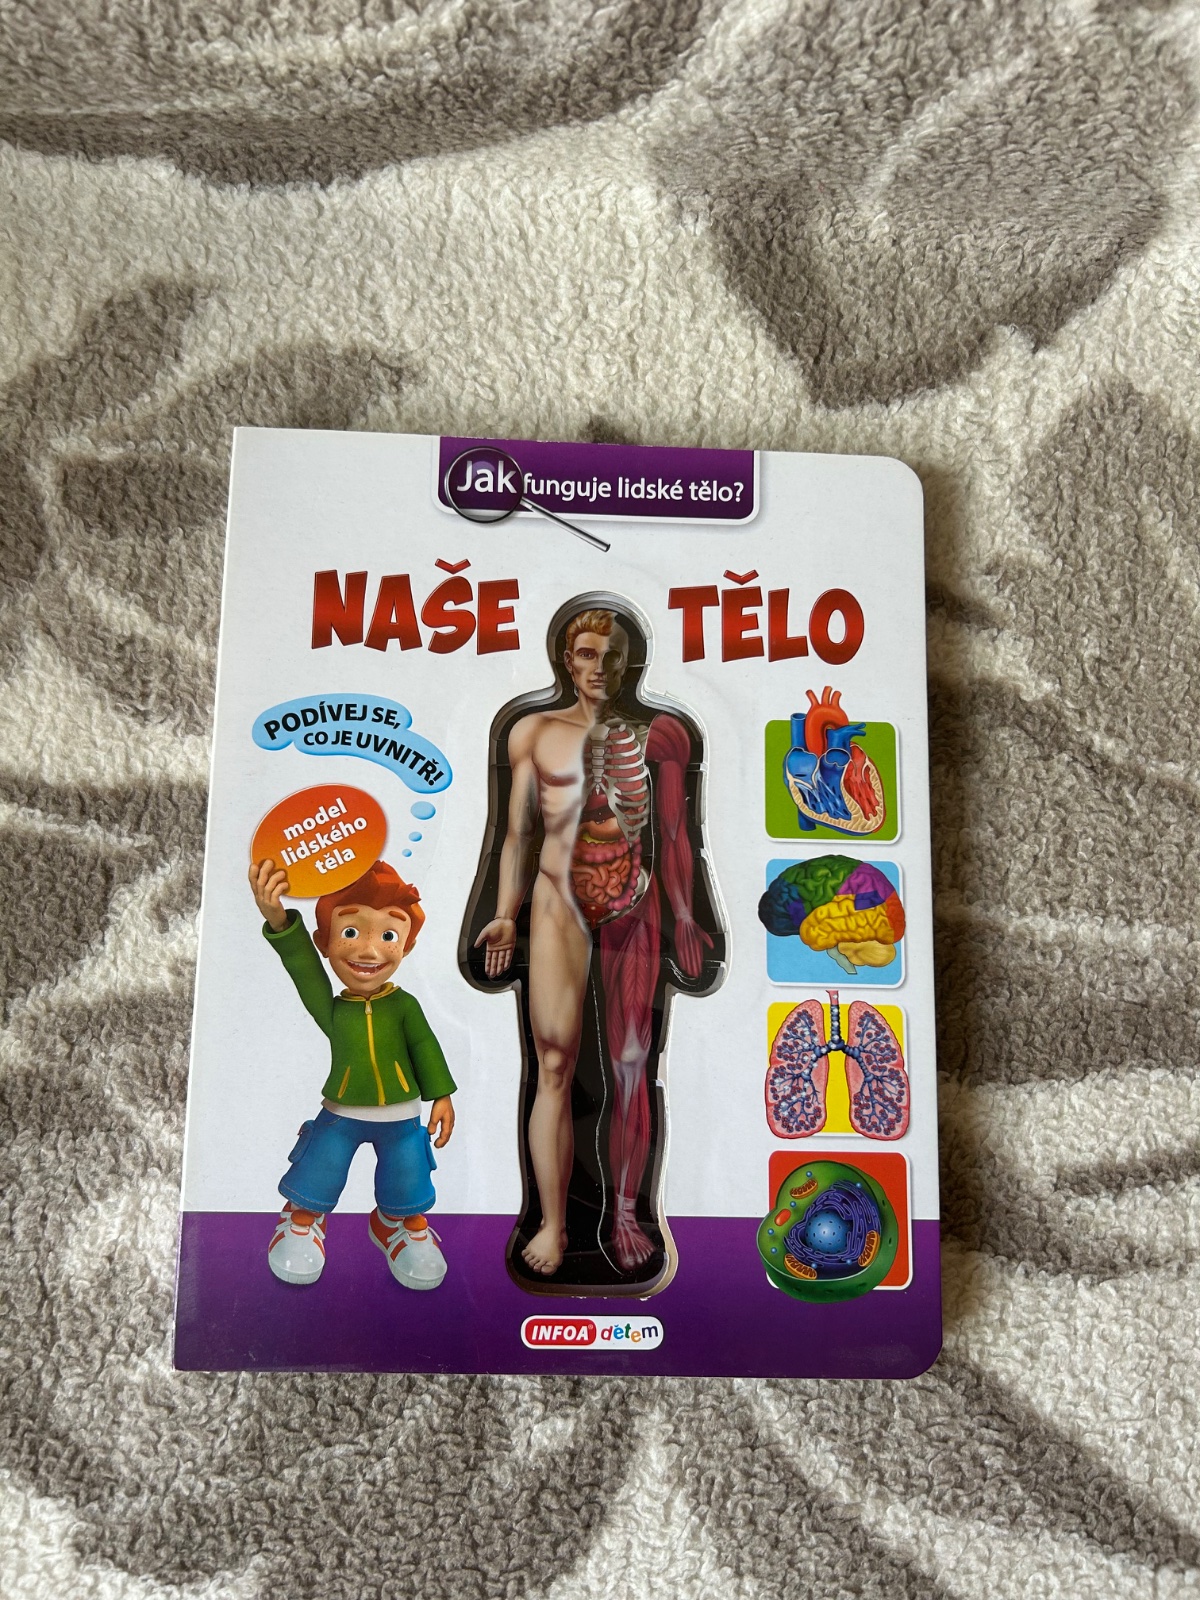 Jak funguje lidské tělo?
NAŠE TĚLO
PODÍVEJ SE,
CO JE UVNITŘ!
model
lidského
těla
INFOA® dětem